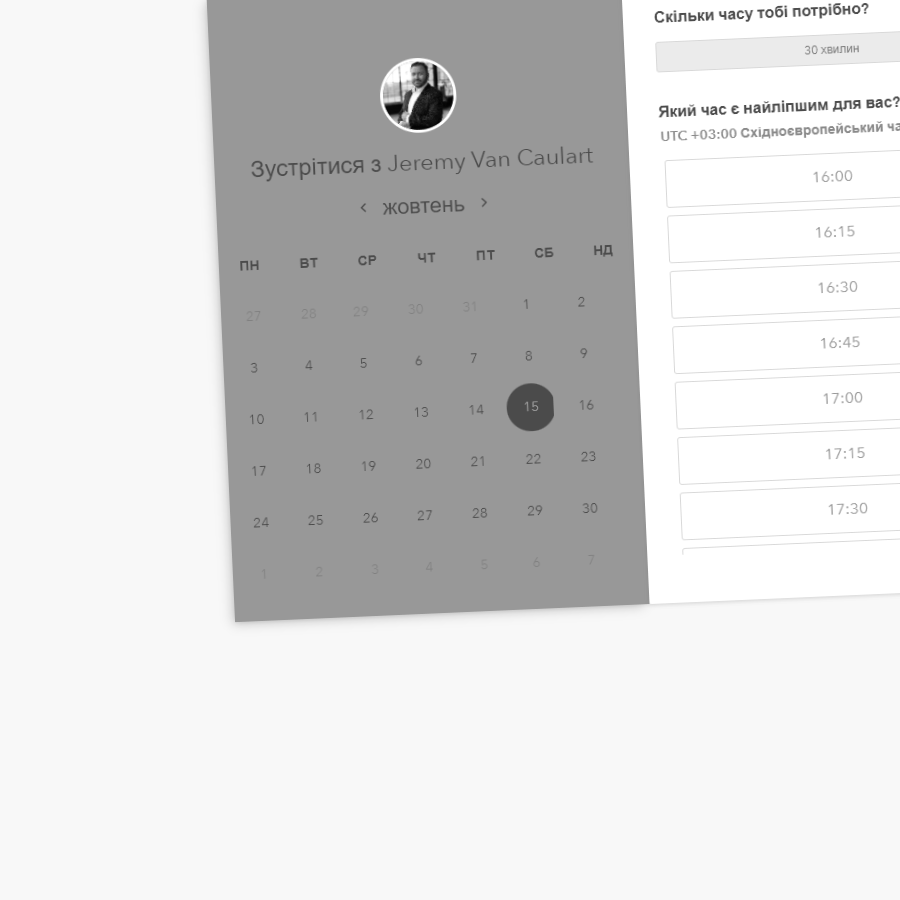 Зустрітися з Jeremy Van Caulart
< жовтень >
ПН ВТ СР ЧТ ПТ СБ НД
27 28 29 30 31 1 2
3 4 5 6 7 8 9
10 11 12 13 14 15 16
17 18 19 20 21 22 23
24 25 26 27 28 29 30
1 2 3 4 5 6 7
Скільки часу тобі потрібно?
30 хвилин
Який час є найліпшим для вас?
UTC +03:00 Східноєвропейський ча
16:00
16:15
16:30
16:45
17:00
17:15
17:30